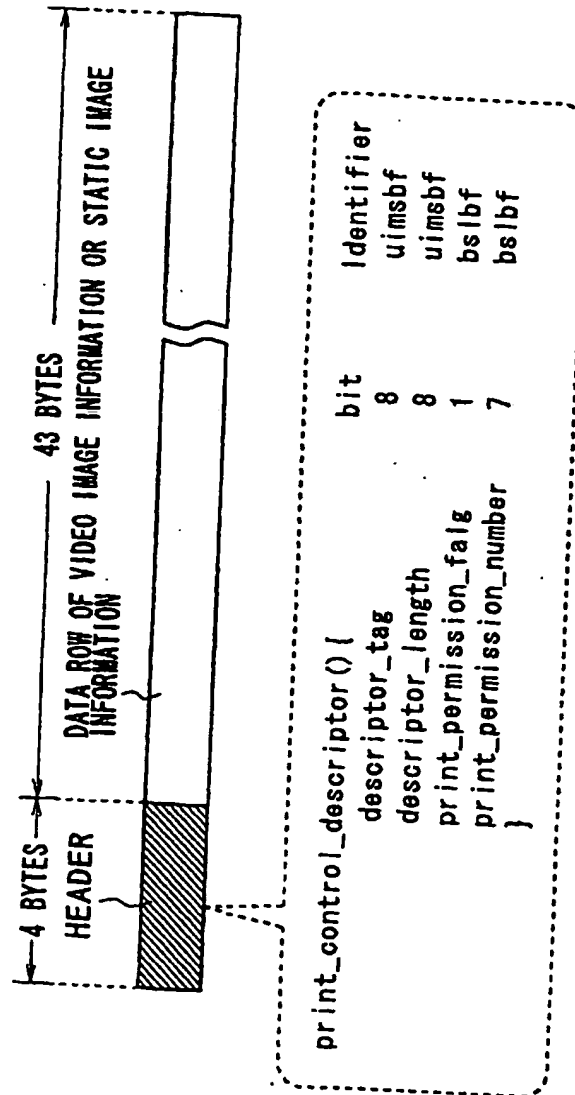 4 BYTES
43 BYTES
HEADER
DATA ROW OF VIDEO IMAGE INFORMATION OR STATIC IMAGE
INFORMATION
print_control_descriptor(){ bit Identifier
descriptor_tag 8 uimsbf
descriptor_length 8 uimsbf
print_permission_falg 1 bslbf
print_permission_number 7 bslbf
}